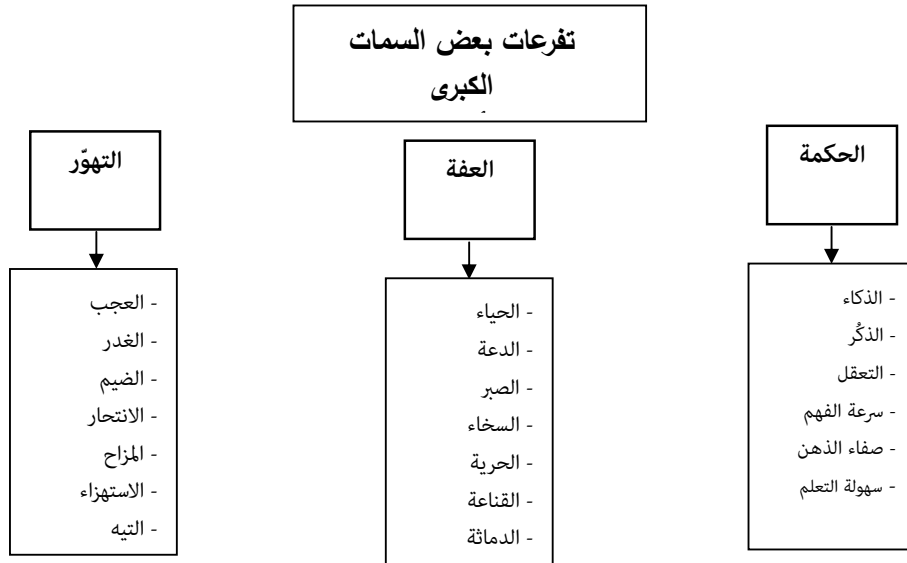 تفرعات بعض السمات
الكبرى
الحكمة
- الذكاء
- الذكُر
- التعقل
- سرعة الفهم
- صفاء الذهن
- سهولة التعلم
العفة
- الحياء
- الدعة
- الصبر
- السخاء
- الحرية
- القناعة
- الدماثة
التهوّر
- العجب
- الغدر
- الضيم
- الانتحار
- المزاح
- الاستهزاء
- التيه